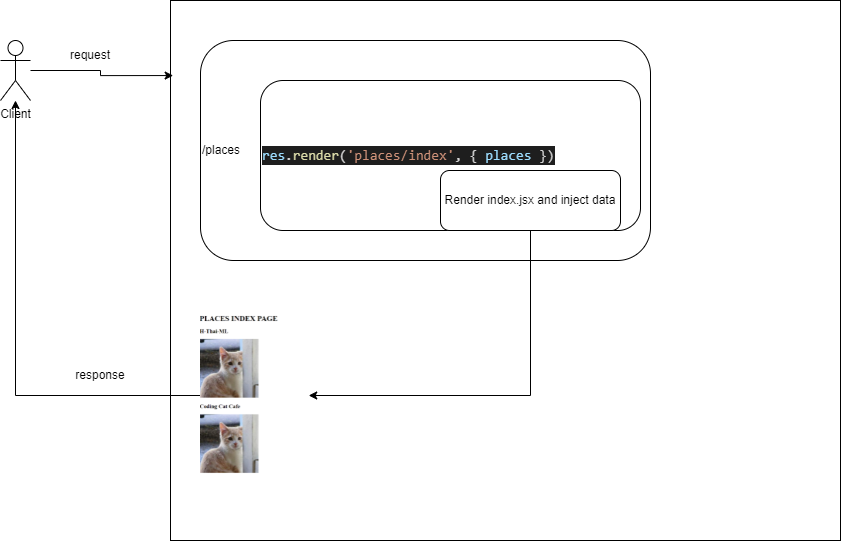 request
Client
/places
res.render('places/index', { places })
Render index.jsx and inject data
PLACES INDEX PAGE
H-Thai-ML
response
Coding Cat Cafe